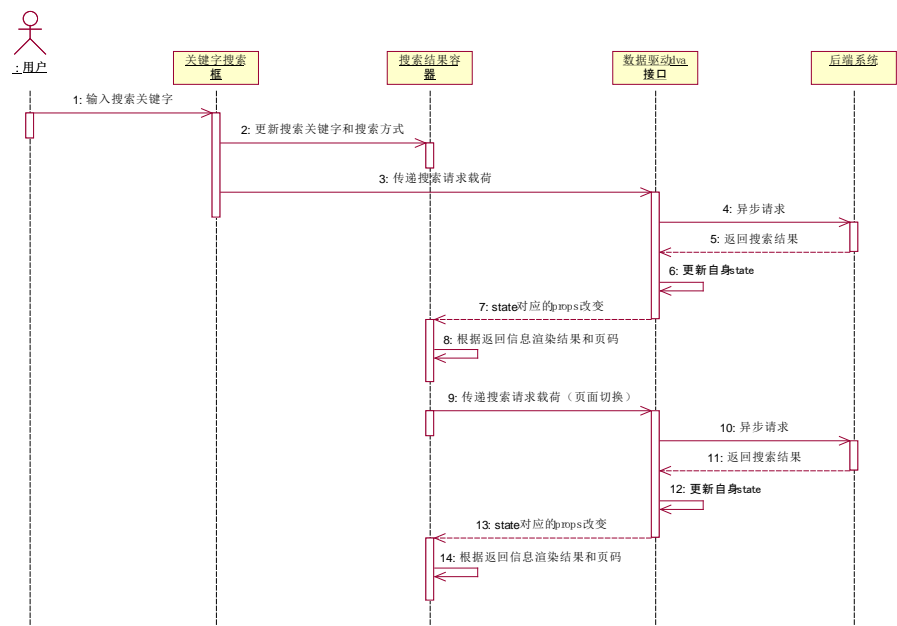 : 用户
关键字搜索
框
搜索结果容
器
数据驱动dva
接口
后端系统
1: 输入搜索关键字
2: 更新搜索关键字和搜索方式
3: 传递搜索请求载荷
4: 异步请求
5: 返回搜索结果
6: 更新自身state
7: state对应的props改变
8: 根据返回信息渲染结果和页码
9: 传递搜索请求载荷（页面切换）
10: 异步请求
11: 返回搜索结果
12: 更新自身state
13: state对应的props改变
14: 根据返回信息渲染结果和页码